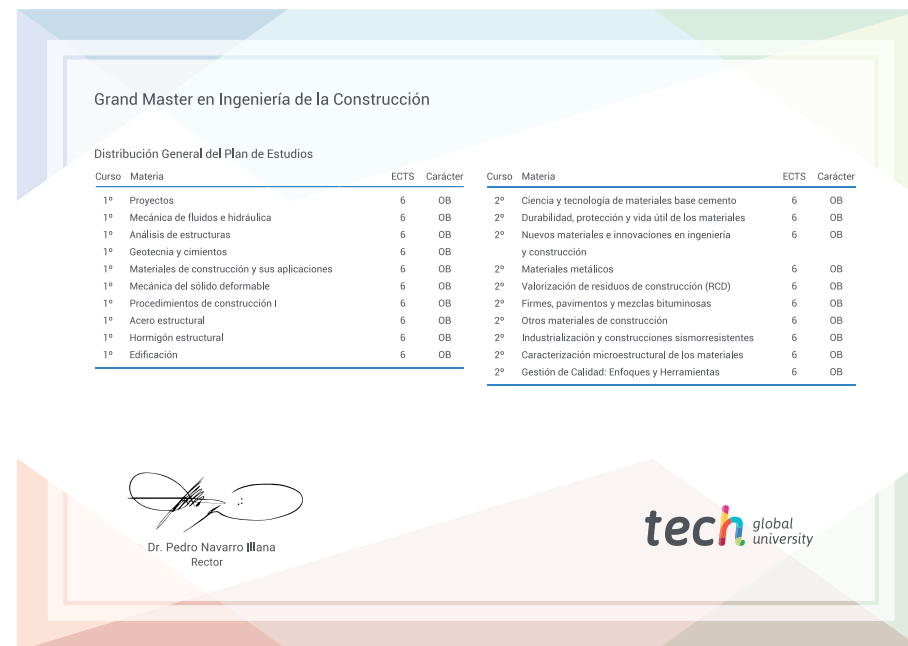 Grand Master en Ingeniería de la Construcción
Distribución General del Plan de Estudios
Curso Materia ECTS Carácter
1º Proyectos 6 OB
1º Mecánica de fluidos e hidráulica 6 OB
1º Análisis de estructuras 6 OB
1º Geotecnia y cimientos 6 OB
1º Materiales de construcción y sus aplicaciones 6 OB
1º Mecánica del sólido deformable 6 OB
1º Procedimientos de construcción I 6 OB
1º Acero estructural 6 OB
1º Hormigón estructural 6 OB
1º Edificación 6 OB
Curso Materia ECTS Carácter
2º Ciencia y tecnología de materiales base cemento 6 OB
2º Durabilidad, protección y vida útil de los materiales 6 OB
2º Nuevos materiales e innovaciones en ingeniería 6 OB
y construcción
2º Materiales metálicos 6 OB
2º Valorización de residuos de construcción (RCD) 6 OB
2º Firmes, pavimentos y mezclas bituminosas 6 OB
2º Otros materiales de construcción 6 OB
2º Industrialización y construcciones sismorresistentes 6 OB
2º Caracterización microestructural de los materiales 6 OB
2º Gestión de Calidad: Enfoques y Herramientas 6 OB
Dr. Pedro Navarro Illana
Rector
tech global
university